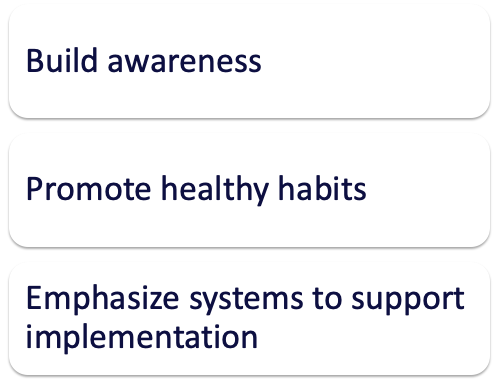 Build awareness
Promote healthy habits
Emphasize systems to support
implementation